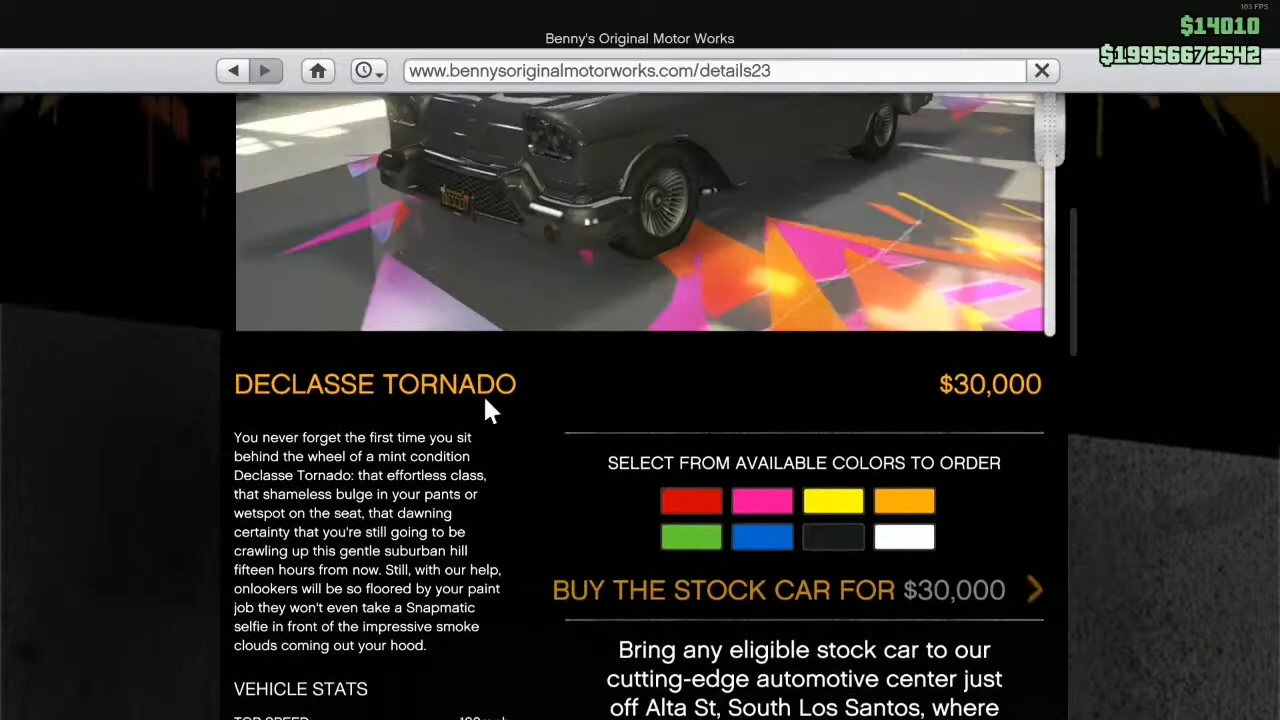 103 FPS
$14010
Benny's Original Motor Works
$19956672542
www.bennysoriginalmotorworks.com/details23
DECLASSE TORNADO
$30,000
You never forget the first time you sit
behind the wheel of a mint condition
Declasse Tornado: that effortless class,
that shameless bulge in your pants or
wetspot on the seat, that dawning
certainty that you're still going to be
crawling up this gentle suburban hill
fifteen hours from now. Still, with our help,
onlookers will be so floored by your paint
job they won't even take a Snapmatic
selfie in front of the impressive smoke
clouds coming out your hood.
VEHICLE STATS
TOP SPEED
SELECT FROM AVAILABLE COLORS TO ORDER
BUY THE STOCK CAR FOR $30,000
Bring any eligible stock car to our
cutting-edge automotive center just
off Alta St, South Los Santos, where